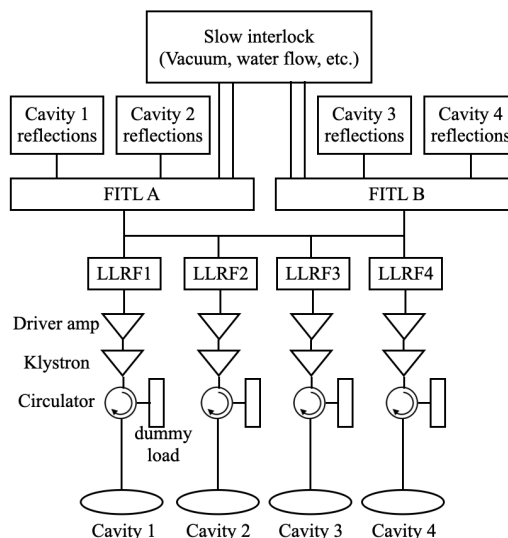 Slow interlock
(Vacuum, water flow, etc.)
Cavity 1
reflections
Cavity 2
reflections
Cavity 3
reflections
Cavity 4
reflections
FITL A
FITL B
LLRF1
LLRF2
LLRF3
LLRF4
Driver amp
Klystron
Circulator
dummy
load
Cavity 1
Cavity 2
Cavity 3
Cavity 4